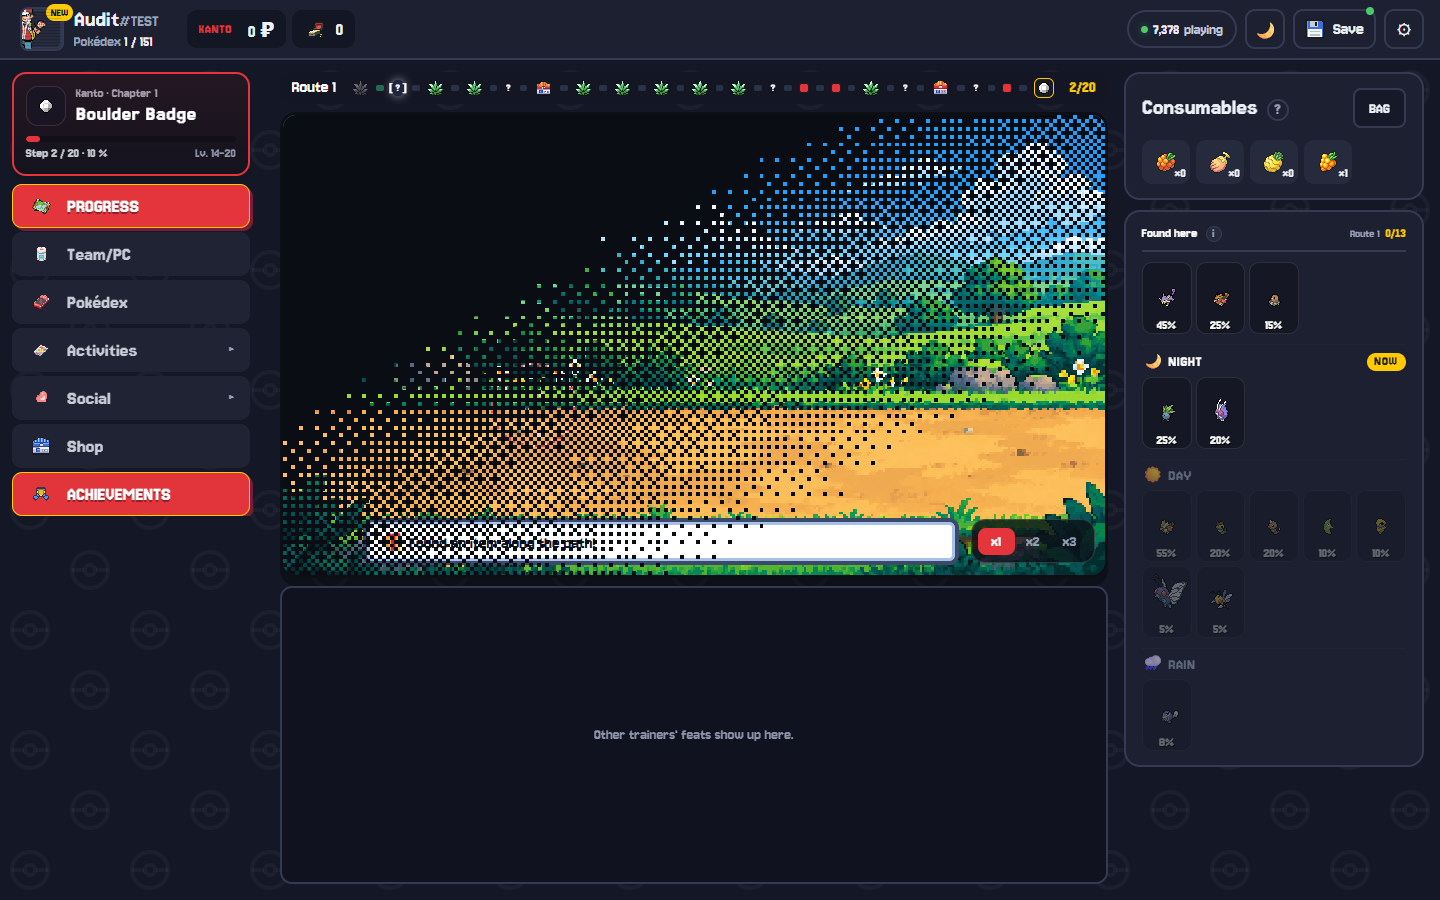 NEW
Audit#TEST
Pokédex 1 / 151
KANTO 0 ₽
0
7,378 playing
Save
Kanto · Chapter 1
Boulder Badge
Step 2 / 20 · 10 %
Lv. 14-20
PROGRESS
Team/PC
Pokédex
Activities
Social
Shop
ACHIEVEMENTS
Route 1
[?]
?
?
?
?
2/20
x1 x2 x3
Other trainers' feats show up here.
Consumables ?
BAG
x0 x0 x0 x1
Found here i
Route 1 0/13
45% 25% 15%
NIGHT
NOW
25% 20%
DAY
55% 20% 20% 10% 10%
5% 5%
RAIN
8%